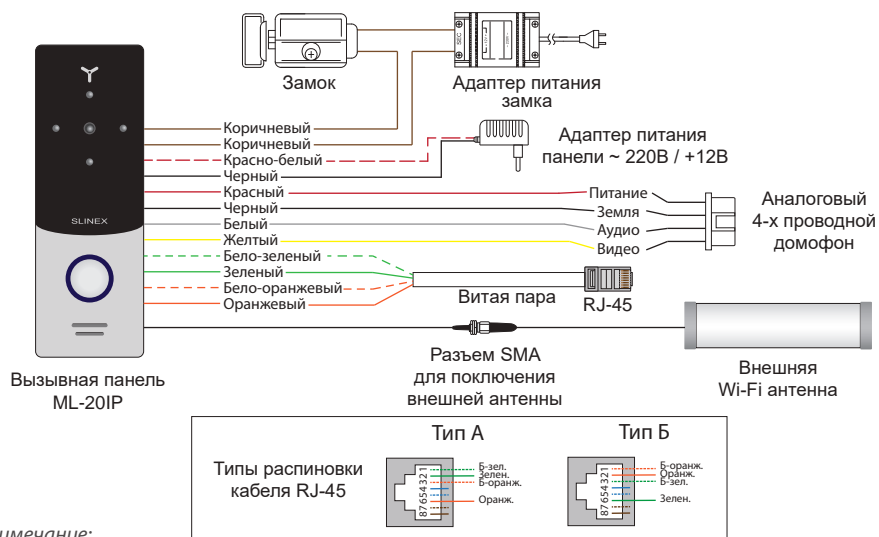 Замок
Адаптер питания
замка
SEC
SLINEX
Коричневый
Коричневый
Красно-белый
Черный
Красный
Черный
Белый
Желтый
Бело-зеленый
Зеленый
Бело-оранжевый
Оранжевый
Адаптер питания
панели ~ 220В / +12В
Питание
Земля
Аудио
Видео
Аналоговый
4-х проводной
домофон
Витая пара
RJ-45
Вызывная панель
ML-20IP
Разъем SMA
для поключения
внешней антенны
Внешняя
Wi-Fi антенна
Типы распиновки
кабеля RJ-45
Тип А
87654321
Б-зел.
Зелен.
Б-оранж.
Оранж.
Тип Б
87654321
Б-оранж.
Оранж.
Б-зел.
Зелен.
имечание: